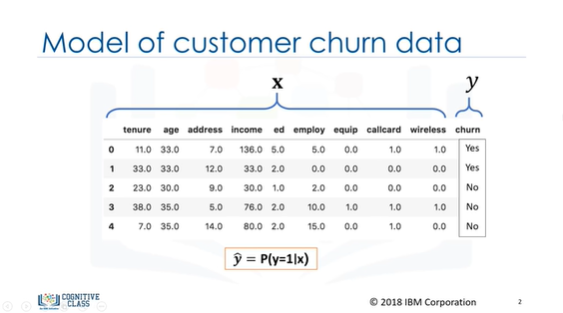 Model of customer churn data
x y
tenure age address income ed employ equip callcard wireless churn
0 11.0 33.0 7.0 136.0 5.0 5.0 0.0 1.0 1.0 Yes
1 33.0 33.0 12.0 33.0 2.0 0.0 0.0 0.0 0.0 Yes
2 23.0 30.0 9.0 30.0 1.0 2.0 0.0 0.0 0.0 No
3 38.0 35.0 5.0 76.0 2.0 10.0 1.0 1.0 1.0 No
4 7.0 35.0 14.0 80.0 2.0 15.0 0.0 1.0 0.0 No
ŷ = P(y=1|x)
COGNITIVE
CLASS
© 2018 IBM Corporation
2